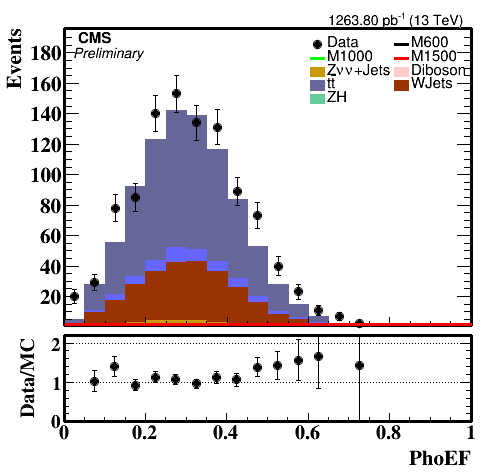 1263.80 pb⁻¹ (13 TeV)
CMS
Preliminary
Data
M600
M1000
M1500
Zνν+Jets
Diboson
tt
WJets
ZH
Events
180
160
140
120
100
80
60
40
20
Data/MC
2
1
0
0 0.2 0.4 0.6 0.8 1
PhoEF